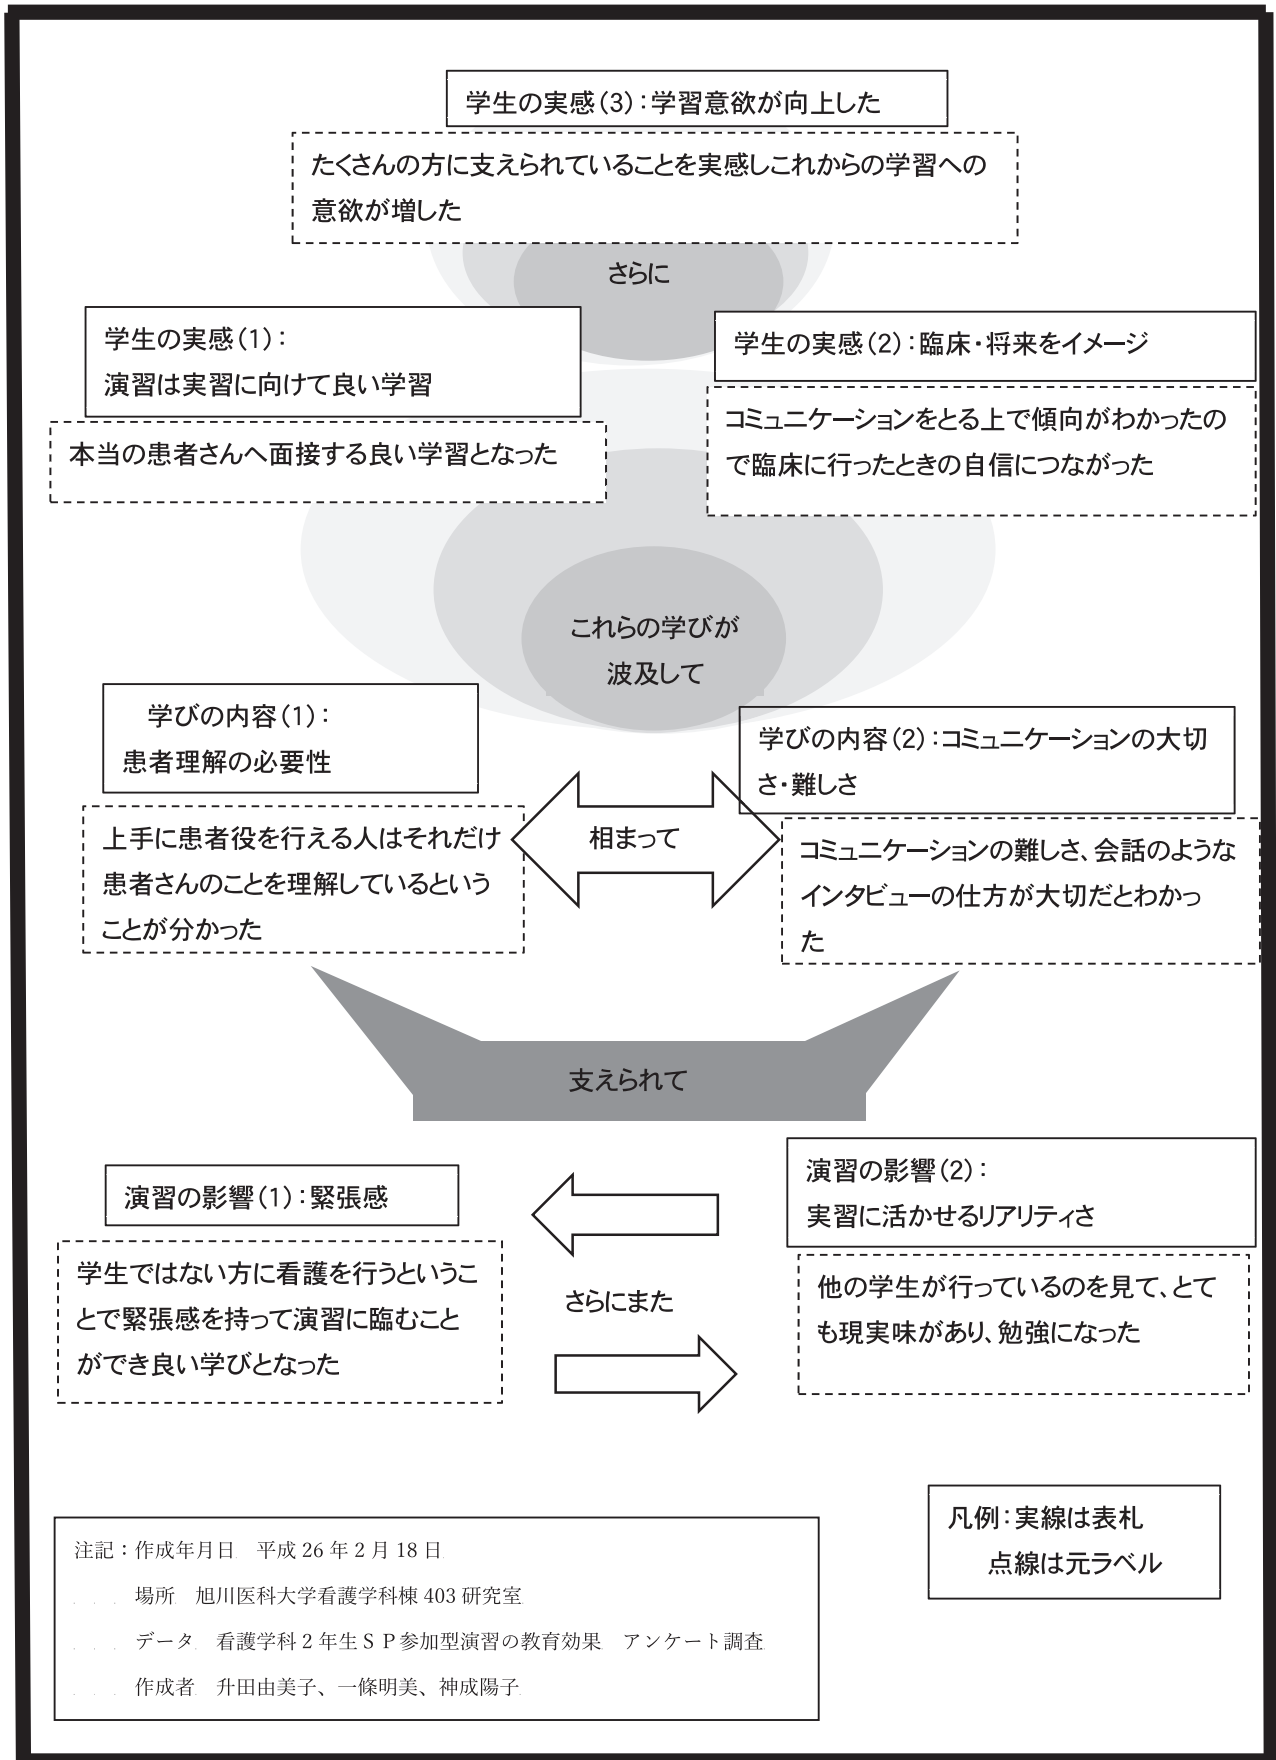 学生の実感(3):学習意欲が向上した
たくさんの方に支えられていることを実感しこれからの学習への
意欲が増した
さらに
学生の実感(1):
演習は実習に向けて良い学習
本当の患者さんへ面接する良い学習となった
学生の実感(2):臨床・将来をイメージ
コミュニケーションをとる上で傾向がわかったの
で臨床に行ったときの自信につながった
これらの学びが
波及して
学びの内容(1):
患者理解の必要性
上手に患者役を行える人はそれだけ
患者さんのことを理解しているという
ことが分かった
相まって
学びの内容(2):コミュニケーションの大切
さ・難しさ
コミュニケーションの難しさ、会話のような
インタビューの仕方が大切だとわかっ
た
支えられて
演習の影響(1):緊張感
学生ではない方に看護を行うというこ
とで緊張感を持って演習に臨むこと
ができ良い学びとなった
さらにまた
演習の影響(2):
実習に活かせるリアリティさ
他の学生が行っているのを見て、とて
も現実味があり、勉強になった
凡例:実線は表札
点線は元ラベル
注記:作成年月日 平成26年2月18日
場所 旭川医科大学看護学科棟403研究室
データ 看護学科2年生SP参加型演習の教育効果 アンケート調査
作成者 升田由美子、一條明美、神成陽子